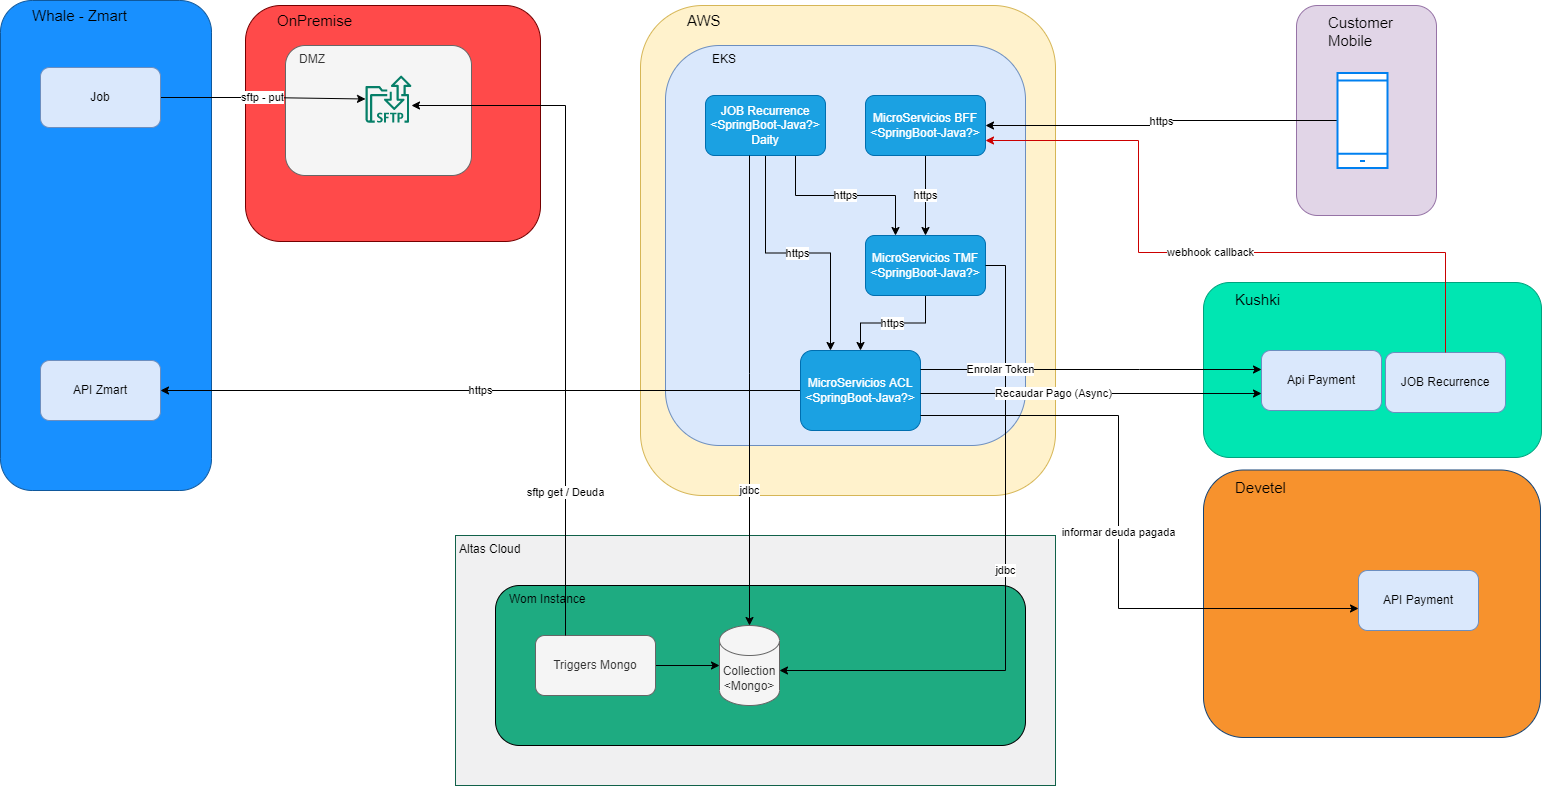 Whale - Zmart
Job
API Zmart
sftp - put
OnPremise
DMZ
SFTP
AWS
EKS
JOB Recurrence
<SpringBoot-Java?>
Daity
MicroServicios BFF
<SpringBoot-Java?>
https
https
https
MicroServicios TMF
<SpringBoot-Java?>
https
MicroServicios ACL
<SpringBoot-Java?>
https
https
Customer
Mobile
webhook callback
Kushki
Api Payment
JOB Recurrence
Enrolar Token
Recaudar Pago (Async)
Devetel
API Payment
informar deuda pagada
sftp get / Deuda
jdbc
jdbc
Altas Cloud
Wom Instance
Triggers Mongo
Collection
<Mongo>